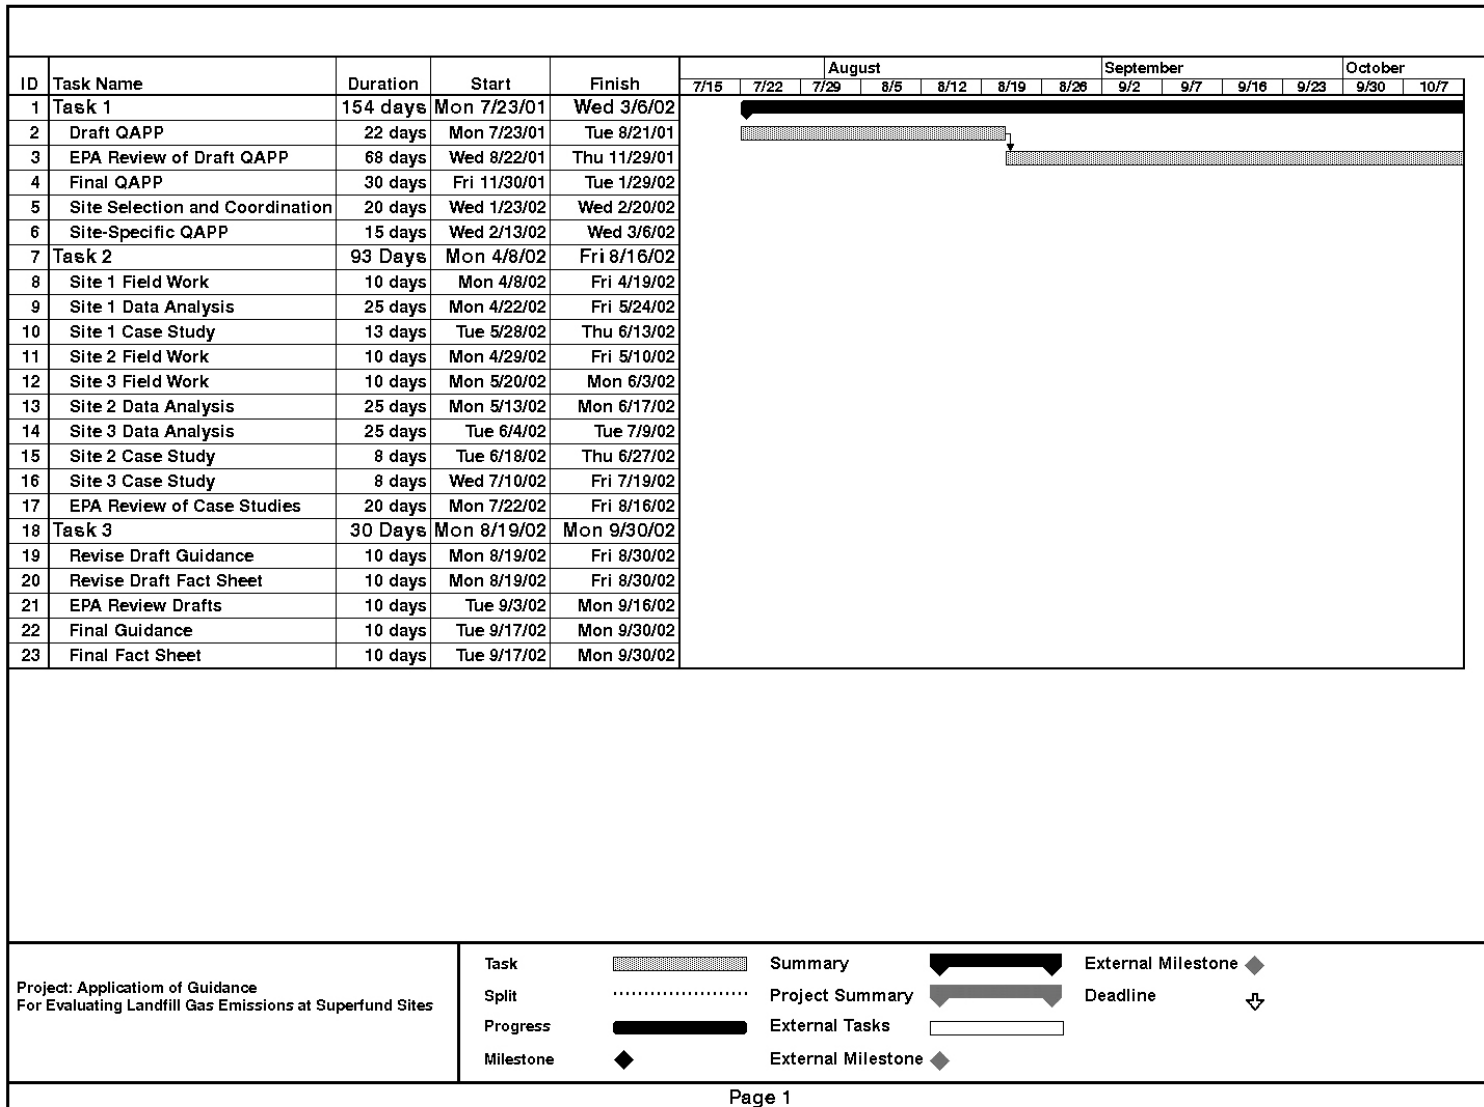 August September October
ID Task Name Duration Start Finish 7/15 7/22 7/29 8/5 8/12 8/19 8/26 9/2 9/7 9/16 9/23 9/30 10/7
1 Task 1 154 days Mon 7/23/01 Wed 3/6/02
2 Draft QAPP 22 days Mon 7/23/01 Tue 8/21/01
3 EPA Review of Draft QAPP 68 days Wed 8/22/01 Thu 11/29/01
4 Final QAPP 30 days Fri 11/30/01 Tue 1/29/02
5 Site Selection and Coordination 20 days Wed 1/23/02 Wed 2/20/02
6 Site-Specific QAPP 15 days Wed 2/13/02 Wed 3/6/02
7 Task 2 93 Days Mon 4/8/02 Fri 8/16/02
8 Site 1 Field Work 10 days Mon 4/8/02 Fri 4/19/02
9 Site 1 Data Analysis 25 days Mon 4/22/02 Fri 5/24/02
10 Site 1 Case Study 13 days Tue 5/28/02 Thu 6/13/02
11 Site 2 Field Work 10 days Mon 4/29/02 Fri 5/10/02
12 Site 3 Field Work 10 days Mon 5/20/02 Mon 6/3/02
13 Site 2 Data Analysis 25 days Mon 5/13/02 Mon 6/17/02
14 Site 3 Data Analysis 25 days Tue 6/4/02 Tue 7/9/02
15 Site 2 Case Study 8 days Tue 6/18/02 Thu 6/27/02
16 Site 3 Case Study 8 days Wed 7/10/02 Fri 7/19/02
17 EPA Review of Case Studies 20 days Mon 7/22/02 Fri 8/16/02
18 Task 3 30 Days Mon 8/19/02 Mon 9/30/02
19 Revise Draft Guidance 10 days Mon 8/19/02 Fri 8/30/02
20 Revise Draft Fact Sheet 10 days Mon 8/19/02 Fri 8/30/02
21 EPA Review Drafts 10 days Tue 9/3/02 Mon 9/16/02
22 Final Guidance 10 days Tue 9/17/02 Mon 9/30/02
23 Final Fact Sheet 10 days Tue 9/17/02 Mon 9/30/02
Project: Applicatiom of Guidance
For Evaluating Landfill Gas Emissions at Superfund Sites
Task Summary External Milestone
Split Project Summary Deadline
Progress External Tasks
Milestone External Milestone
Page 1